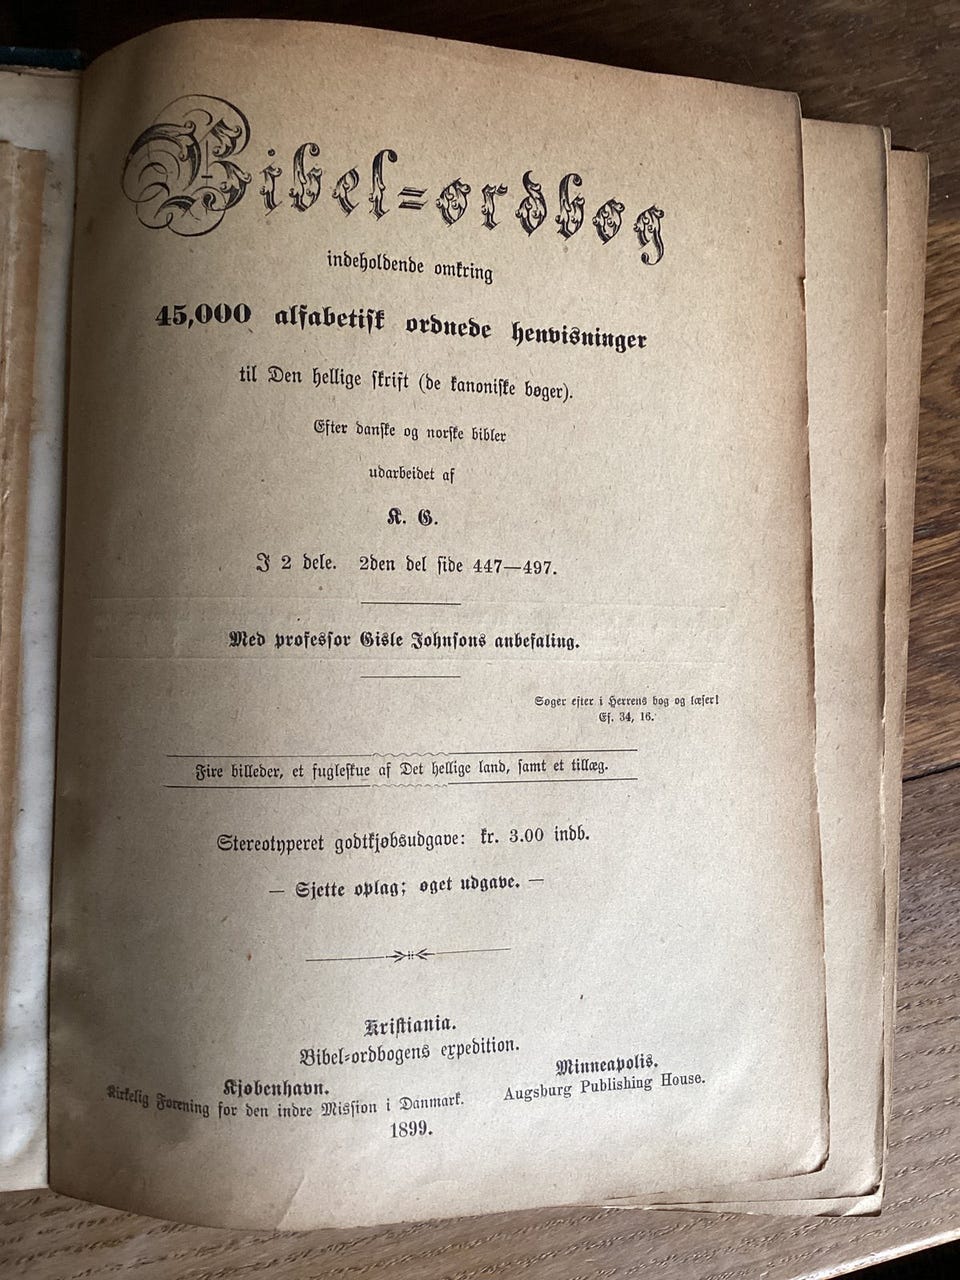 Bibel=ordbog
indeholdende omkring
45,000 alfabetisk ordnede henvisninger
til Den hellige skrift (de kanoniske bøger).
Efter danske og norske bibler
udarbeidet af
K. G.
I 2 dele. 2den del side 447—497.
Med professor Gisle Johnsons anbefaling.
Søger efter i Herrens bog og læser!
Es. 34, 16.
Fire billeder, et fugleskue af Det hellige land, samt et tillæg.
Stereotyperet godtkjøbsudgave: kr. 3.00 indb.
— Sjette oplag; øget udgave. —
Kristiania.
Bibel=ordbogens expedition.
Kjøbenhavn.
Kirkelig Forening for den indre Mission i Danmark.
Minneapolis.
Augsburg Publishing House.
1899.